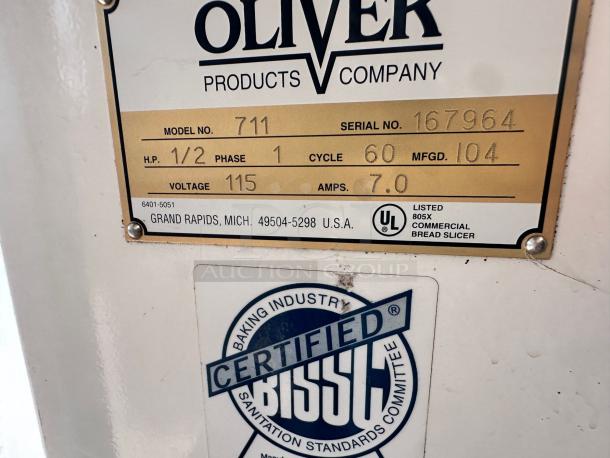 OLIVER
PRODUCTS COMPANY
MODEL NO. 711 SERIAL NO. 167964
H.P. 1/2 PHASE 1 CYCLE 60 MFGD. 104
VOLTAGE 115 AMPS. 7.0
6401-5051
GRAND RAPIDS, MICH. 49504-5298 U.S.A.
UL ®
LISTED
805X
COMMERCIAL
BREAD SLICER
AUCTION GROUP
BAKING INDUSTRY
CERTIFIED ®
BISSC
SANITATION STANDARDS COMMITTEE